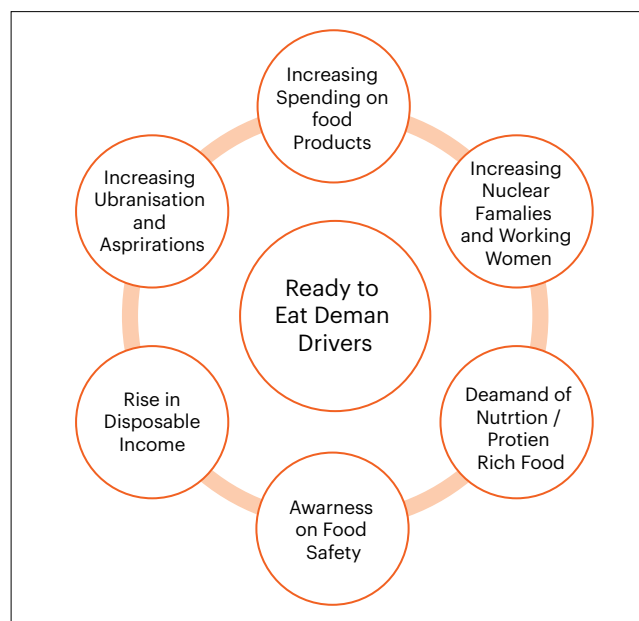 Increasing
Spending on
food
Products
Increasing
Nuclear
Famalies
and Working
Women
Deamand of
Nutrtion /
Protien
Rich Food
Awarness
on Food
Safety
Rise in
Disposable
Income
Increasing
Ubranisation
and
Asprirations
Ready to
Eat Deman
Drivers